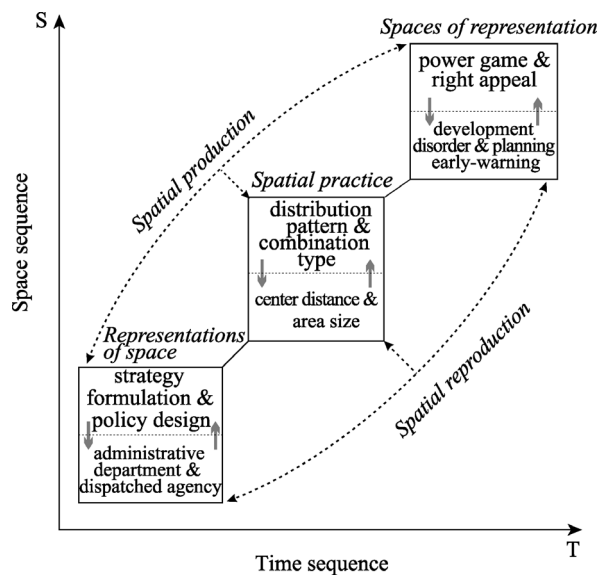 S
Spaces of representation
power game &
right appeal
development
disorder & planning
early-warning
Spatial production
Spatial practice
distribution
pattern &
combination
type
center distance &
area size
Space sequence
Representations
of space
strategy
formulation &
policy design
administrative
department &
dispatched agency
Spatial reproduction
T
Time sequence